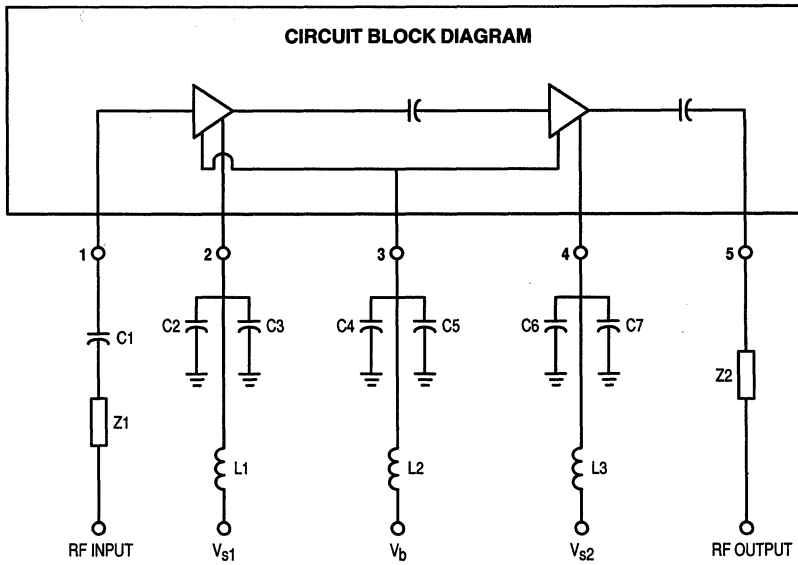 CIRCUIT BLOCK DIAGRAM
1 2 3 4 5
C1 C2 C3 C4 C5 C6 C7
Z1 Z2
L1 L2 L3
RF INPUT Vs1 Vb Vs2 RF OUTPUT